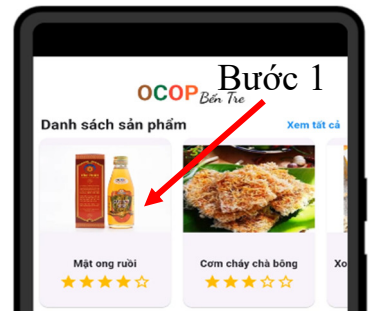 OCOP Bến Tre
Bước 1
Danh sách sản phẩm
Xem tất cả
Mật ong ruồi
Cơm cháy chà bông
Xo